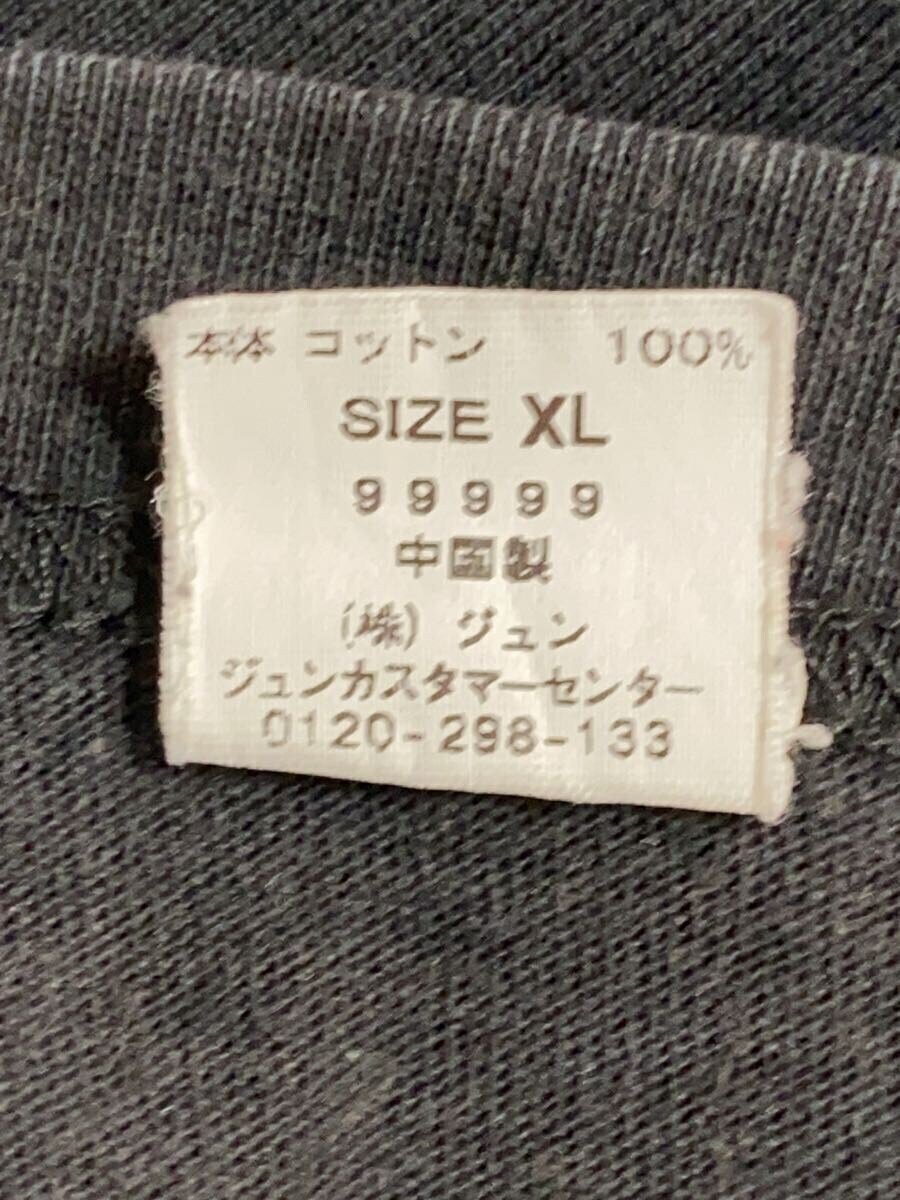 本体 コットン 100%
SIZE XL
99999
中国製
(株) ジュン
ジュンカスタマーセンター
0120-298-133